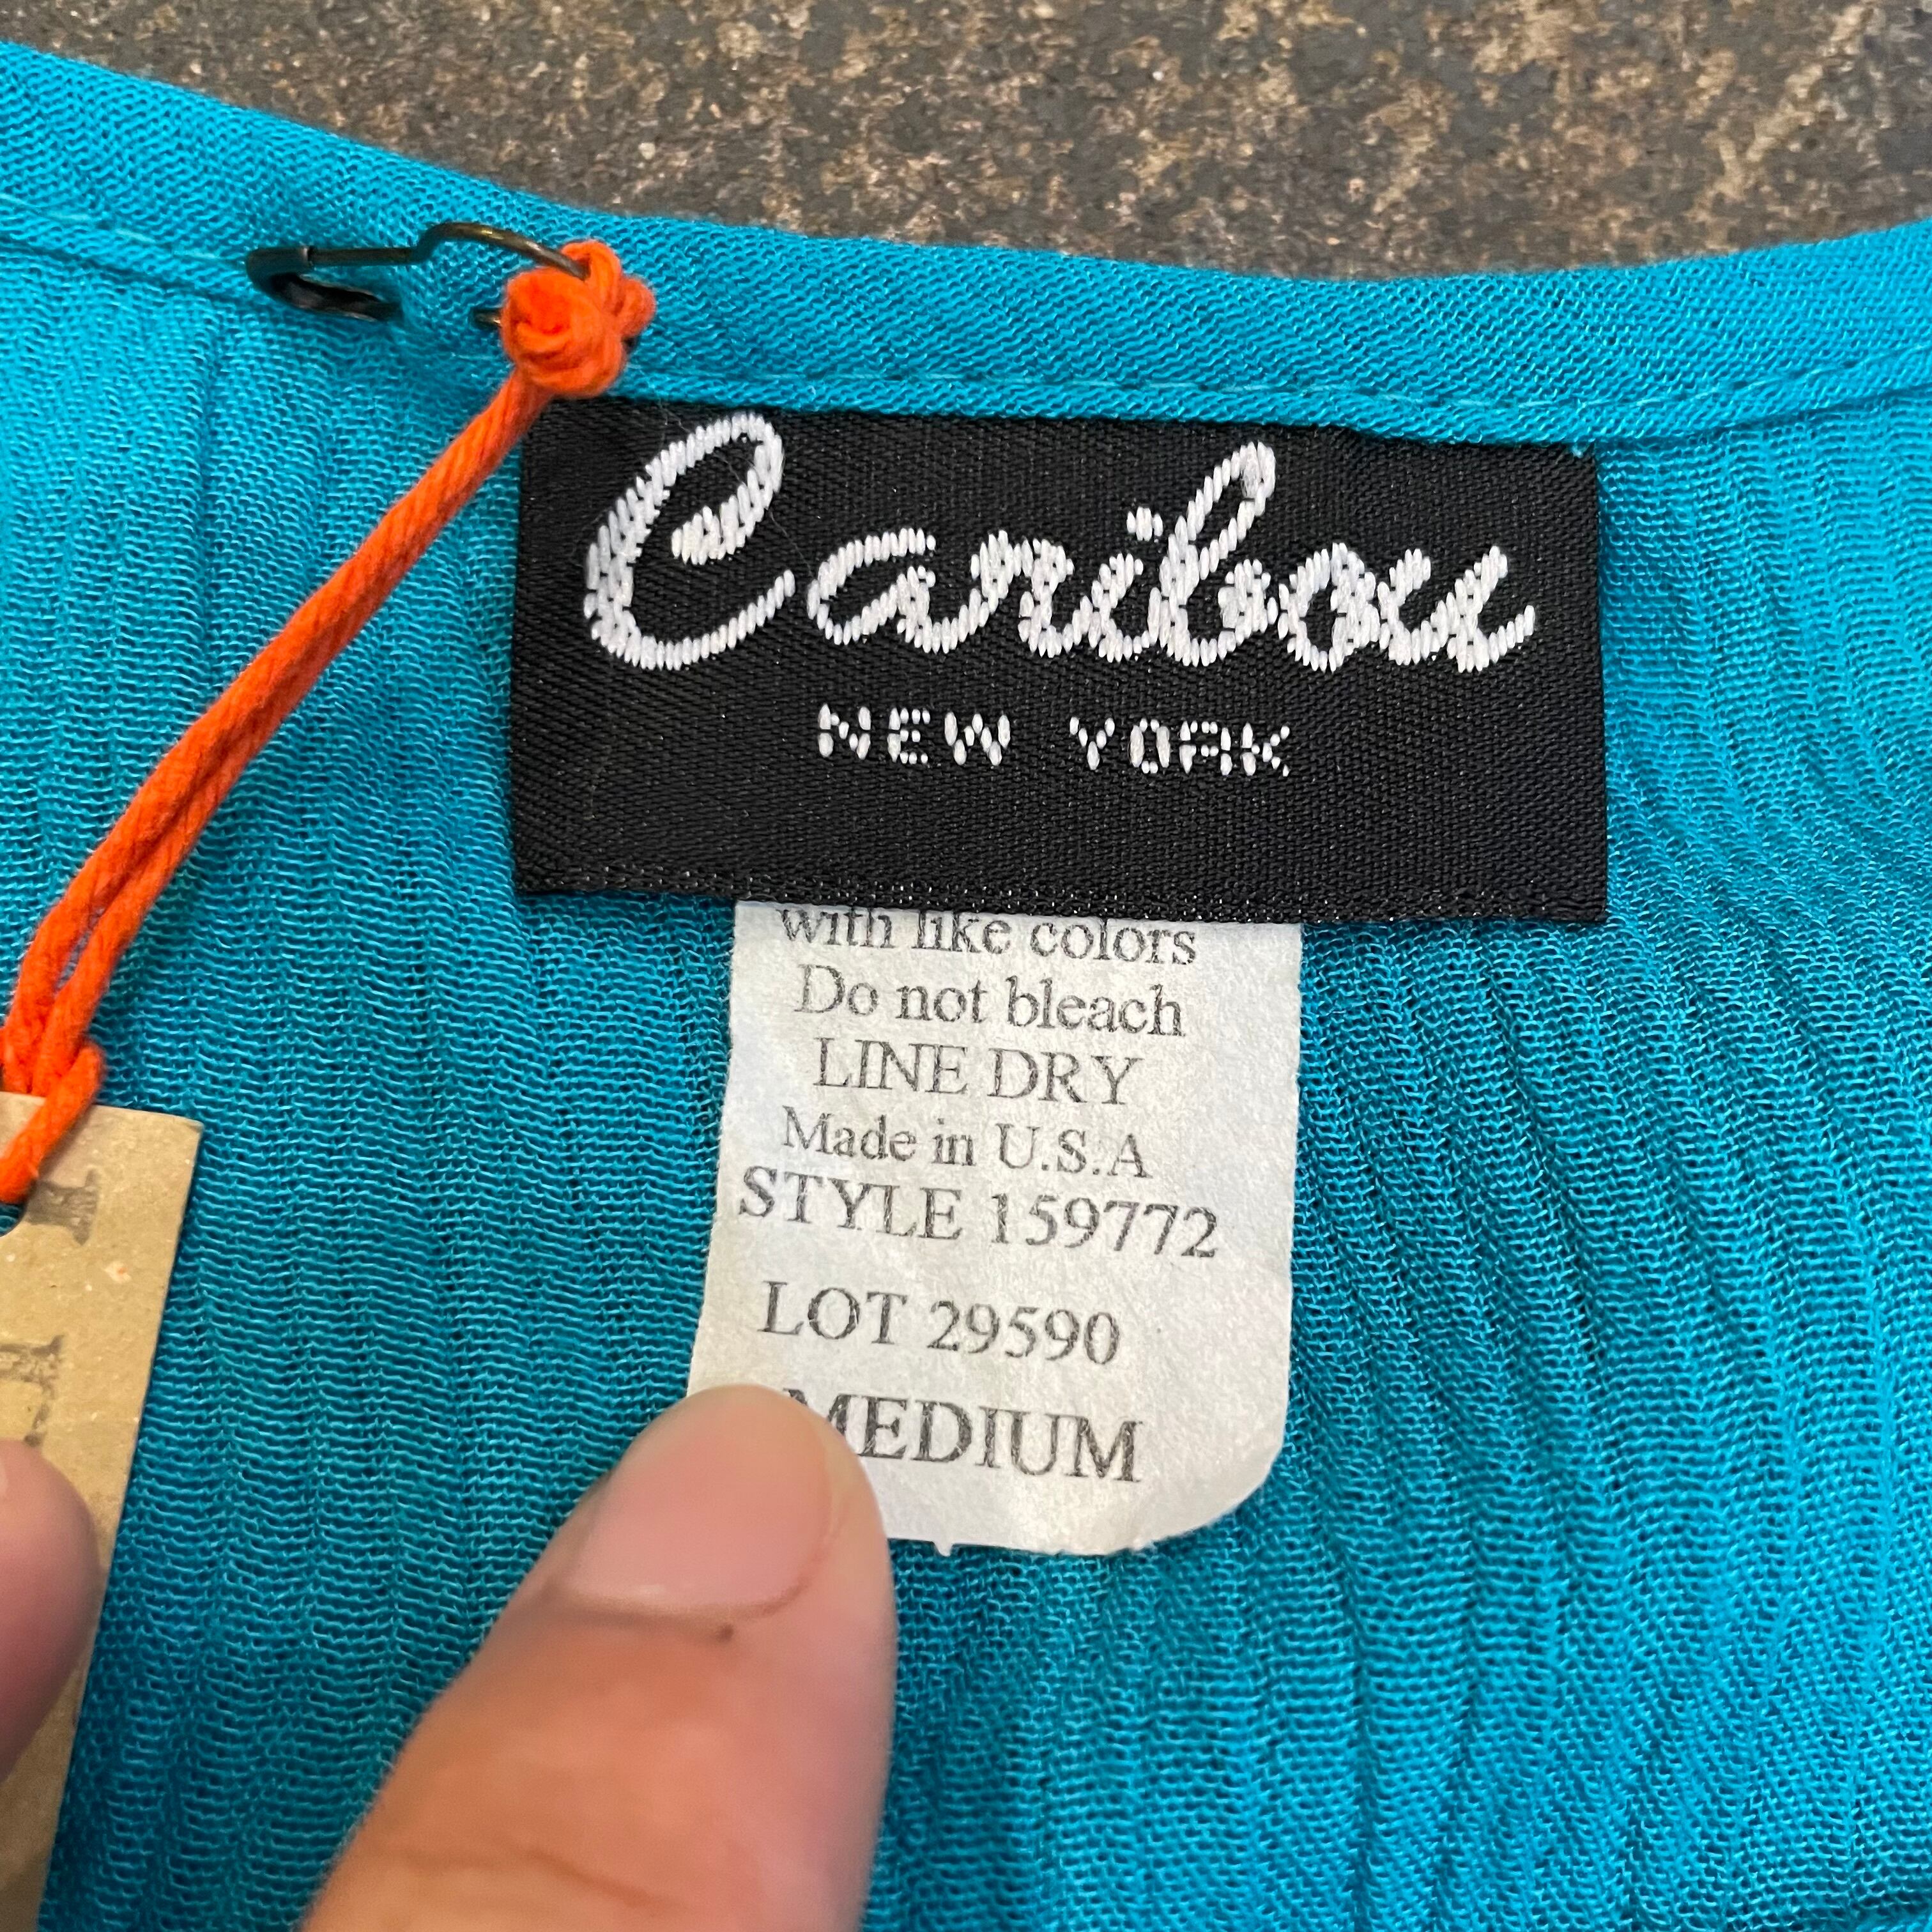 Caribou
NEW YORK
with like colors
Do not bleach
LINE DRY
Made in U.S.A
STYLE 159772
LOT 29590
MEDIUM